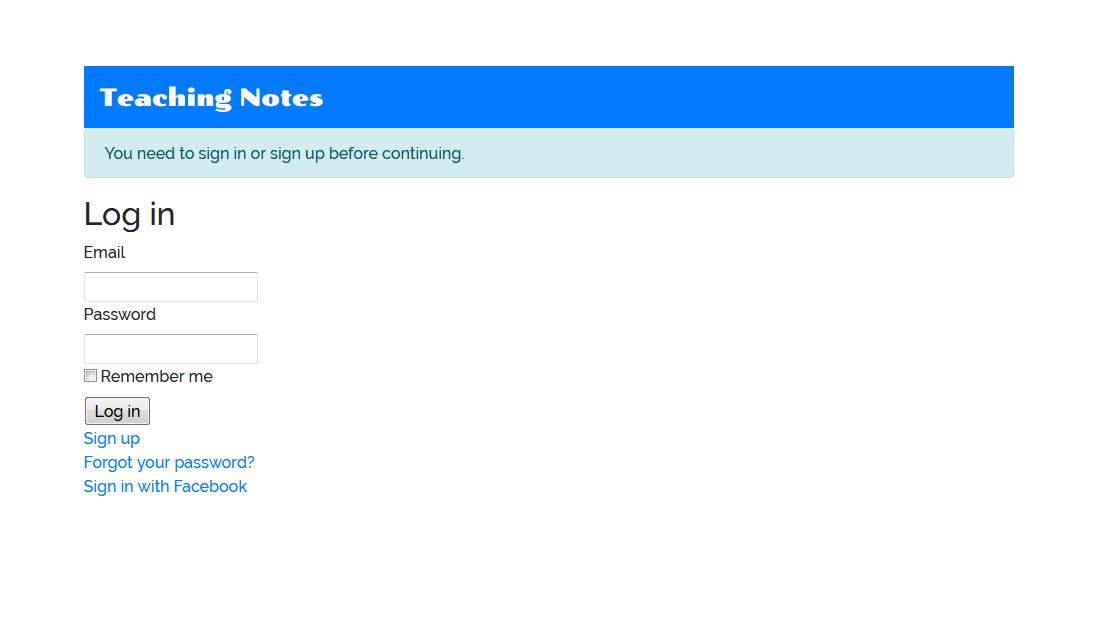 Teaching Notes
You need to sign in or sign up before continuing.
Log in
Email
Password
Remember me
Log in
Sign up
Forgot your password?
Sign in with Facebook